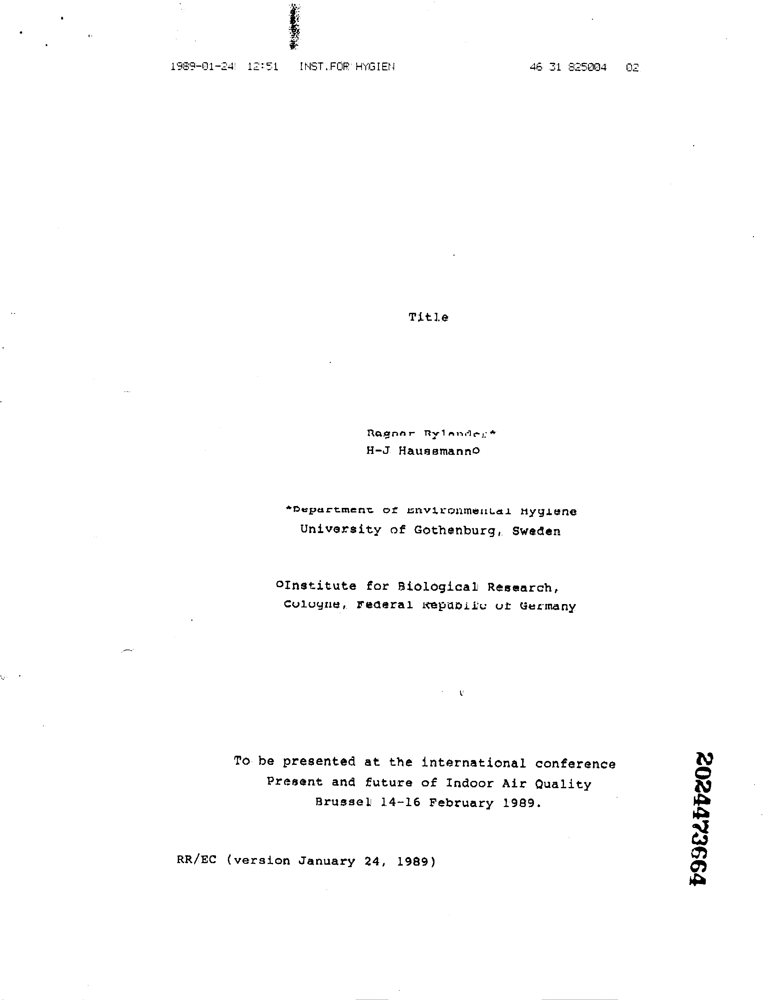 1989-01-24 12:51 INST.FOR HYGIEN 46 31 825004 02
Title
Ragnar Rylander*
H-J HaussmannO
*Department of Environmental Hygiene
University of Gothenburg, Sweden
OInstitute for Biological Research,
Cologne, Federal Republic of Germany
To be presented at the international conference
Present and future of Indoor Air Quality
Brussel 14-16 February 1989.
RR/EC (version January 24, 1989)
2024473664